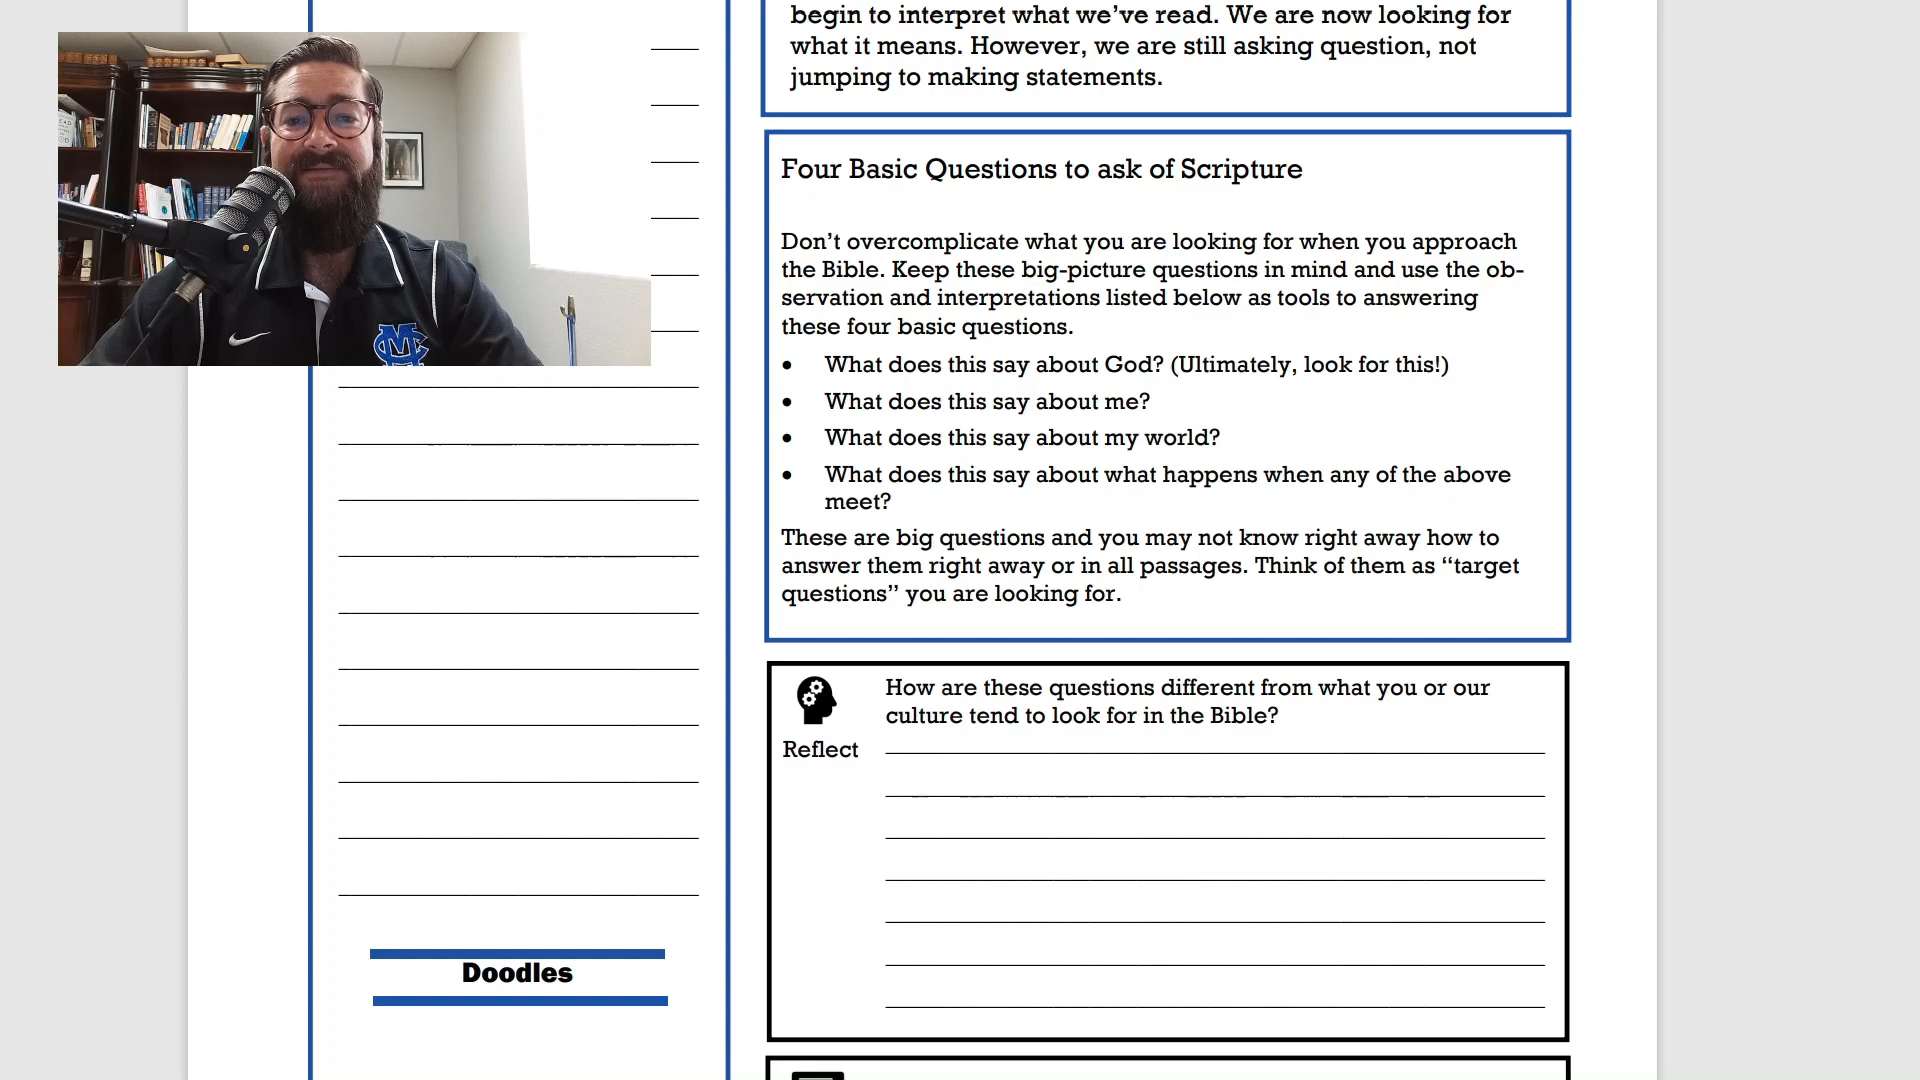 begin to interpret what we’ve read. We are now looking for
what it means. However, we are still asking question, not
jumping to making statements.
Four Basic Questions to ask of Scripture
Don’t overcomplicate what you are looking for when you approach
the Bible. Keep these big-picture questions in mind and use the ob-
servation and interpretations listed below as tools to answering
these four basic questions.
• What does this say about God? (Ultimately, look for this!)
• What does this say about me?
• What does this say about my world?
• What does this say about what happens when any of the above
meet?
These are big questions and you may not know right away how to
answer them right away or in all passages. Think of them as “target
questions” you are looking for.
How are these questions different from what you or our
culture tend to look for in the Bible?
Reflect
Doodles